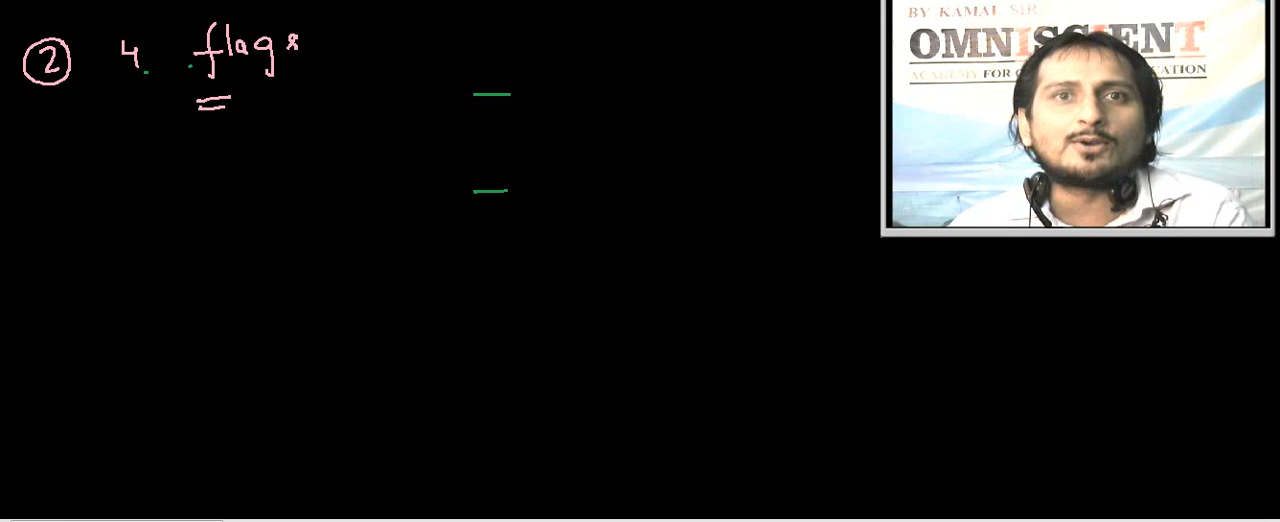 ② 4. flags
BY KAMAL SIR
OMNISCIENT
ACADEMY FOR